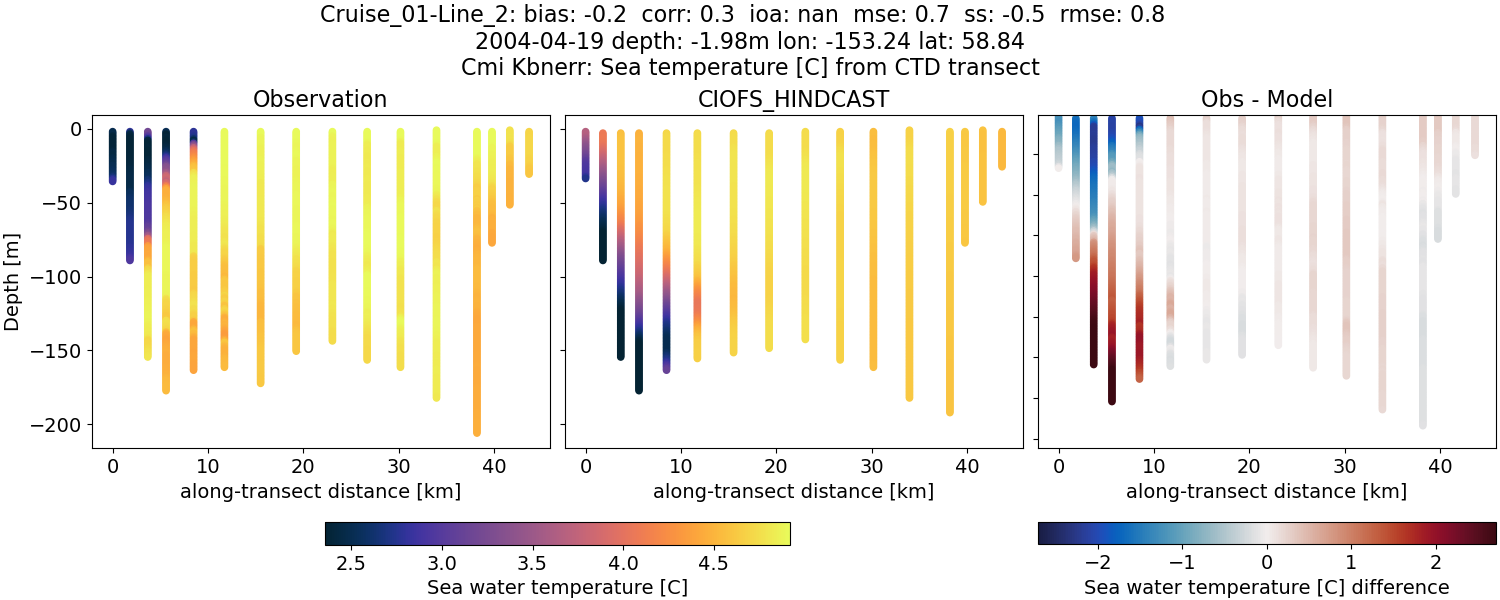 Cruise_01-Line_2: bias: -0.2  corr: 0.3  ioa: nan  mse: 0.7  ss: -0.5  rmse: 0.8
2004-04-19 depth: -1.98m lon: -153.24 lat: 58.84
Cmi Kbnerr: Sea temperature [C] from CTD transect
Observation
CIOFS_HINDCAST
Obs - Model
Depth [m]
0
−50
−100
−150
−200
0 10 20 30 40
0 10 20 30 40
0 10 20 30 40
along-transect distance [km]
along-transect distance [km]
along-transect distance [km]
2.5 3.0 3.5 4.0 4.5
Sea water temperature [C]
−2 −1 0 1 2
Sea water temperature [C] difference